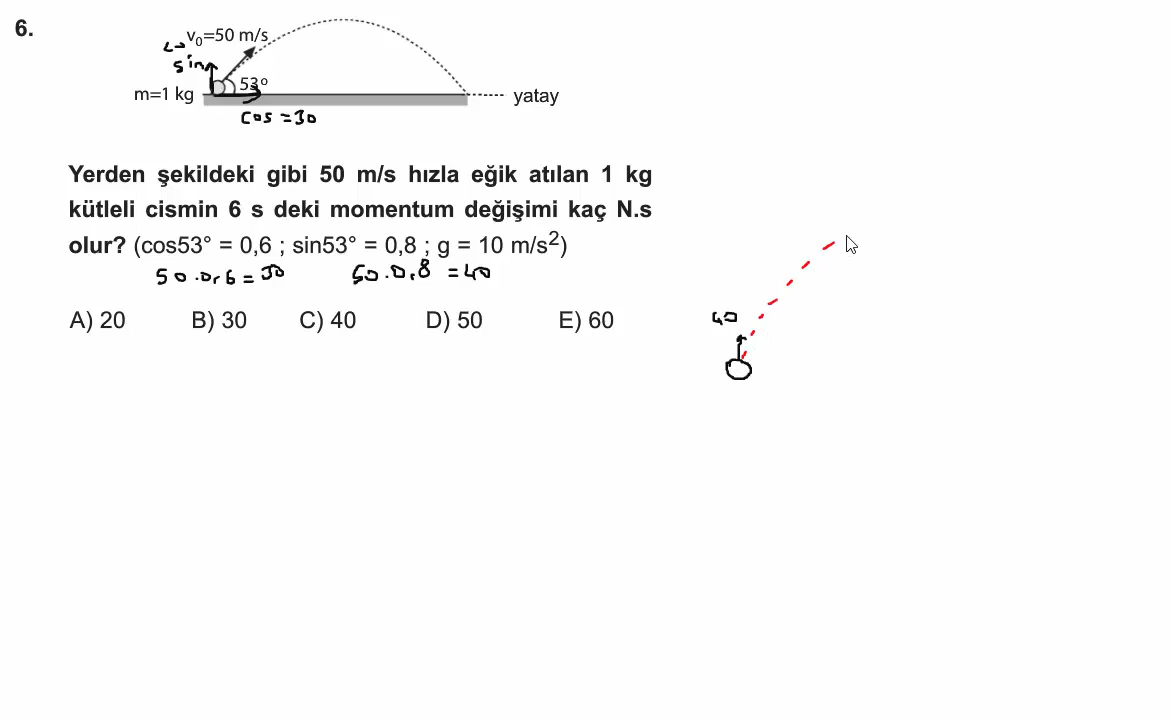 6.
v₀=50 m/s
sin
53°
m=1 kg
yatay
cos = 30
Yerden şekildeki gibi 50 m/s hızla eğik atılan 1 kg
kütleli cismin 6 s deki momentum değişimi kaç N.s
olur? (cos53° = 0,6 ; sin53° = 0,8 ; g = 10 m/s²)
50.0,6=30 50.0,8 =40
A) 20 B) 30 C) 40 D) 50 E) 60
40